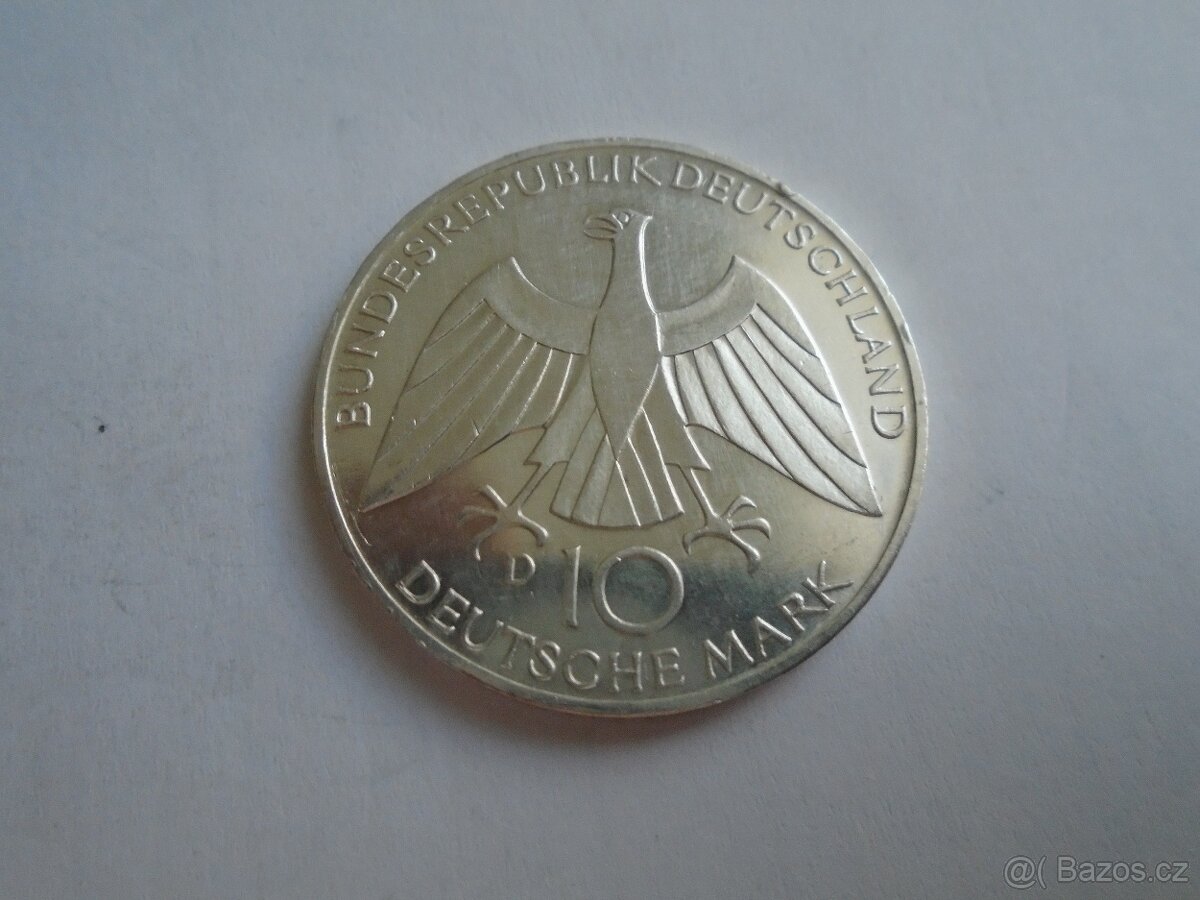 BUNDESREPUBLIK DEUTSCHLAND
D 10
DEUTSCHE MARK
@( Bazos.cz